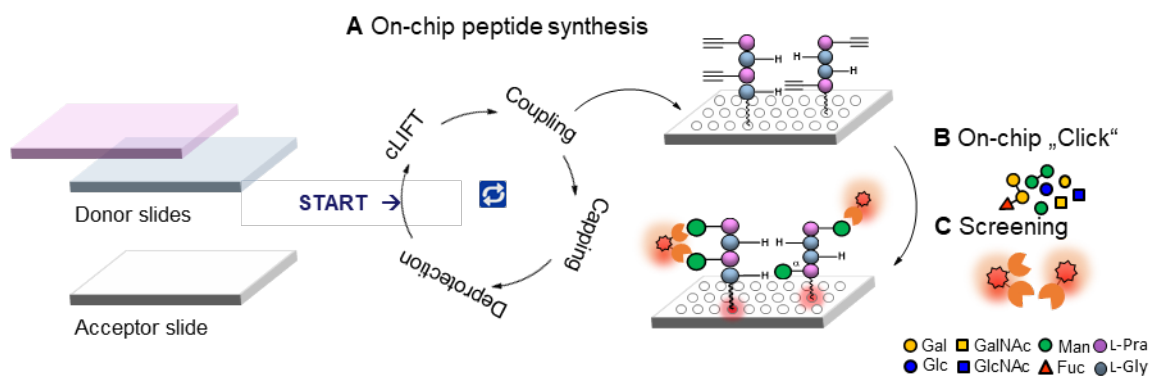 A On-chip peptide synthesis
Donor slides
Acceptor slide
START →
cLIFT
Coupling
Capping
Deprotection
H
H
H
H
B On-chip „Click“
C Screening
H
H
H
H
α
Gal GalNAc Man L-Pra
Glc GlcNAc Fuc L-Gly